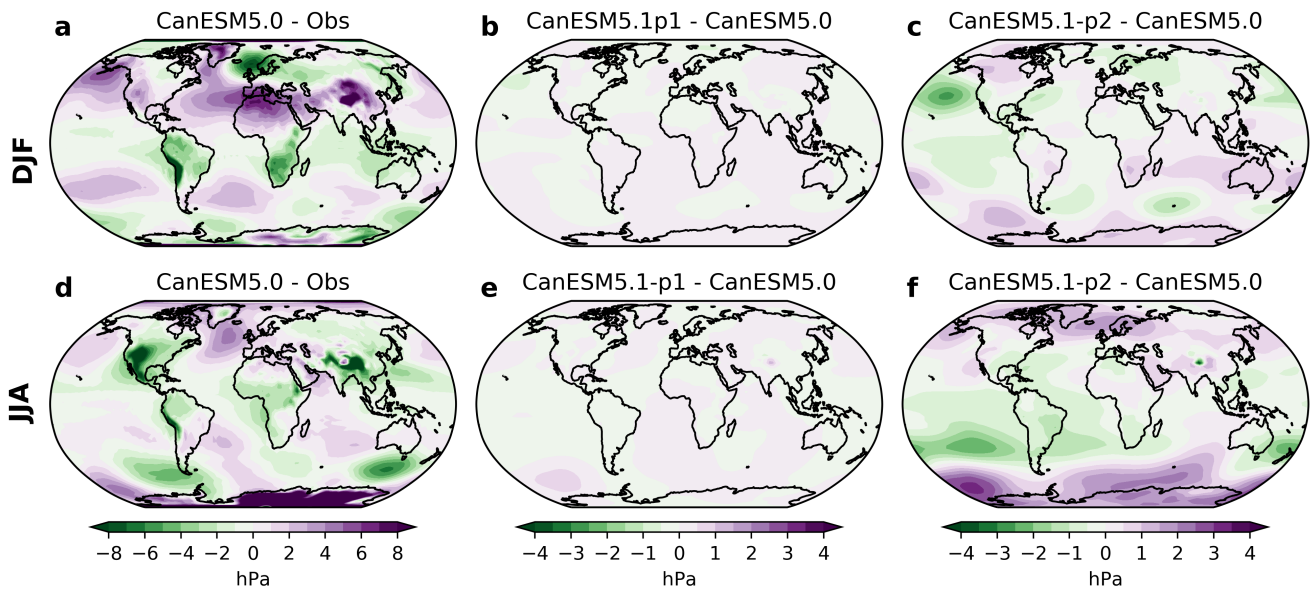 a CanESM5.0 - Obs
b CanESM5.1p1 - CanESM5.0
c CanESM5.1-p2 - CanESM5.0
DJF
d CanESM5.0 - Obs
e CanESM5.1-p1 - CanESM5.0
f CanESM5.1-p2 - CanESM5.0
JJA
−8 −6 −4 −2 0 2 4 6 8
hPa
−4 −3 −2 −1 0 1 2 3 4
hPa
−4 −3 −2 −1 0 1 2 3 4
hPa